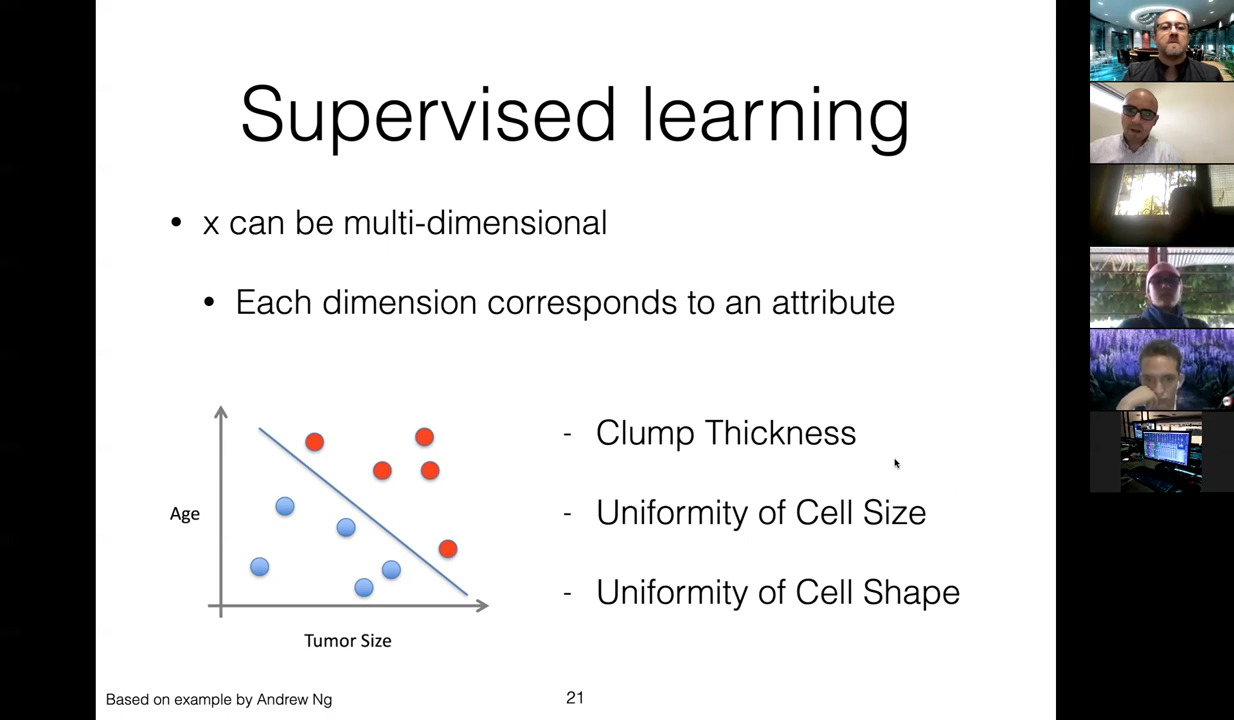 Supervised learning
• x can be multi-dimensional
• Each dimension corresponds to an attribute
Age
Tumor Size
- Clump Thickness
- Uniformity of Cell Size
- Uniformity of Cell Shape
Based on example by Andrew Ng
21